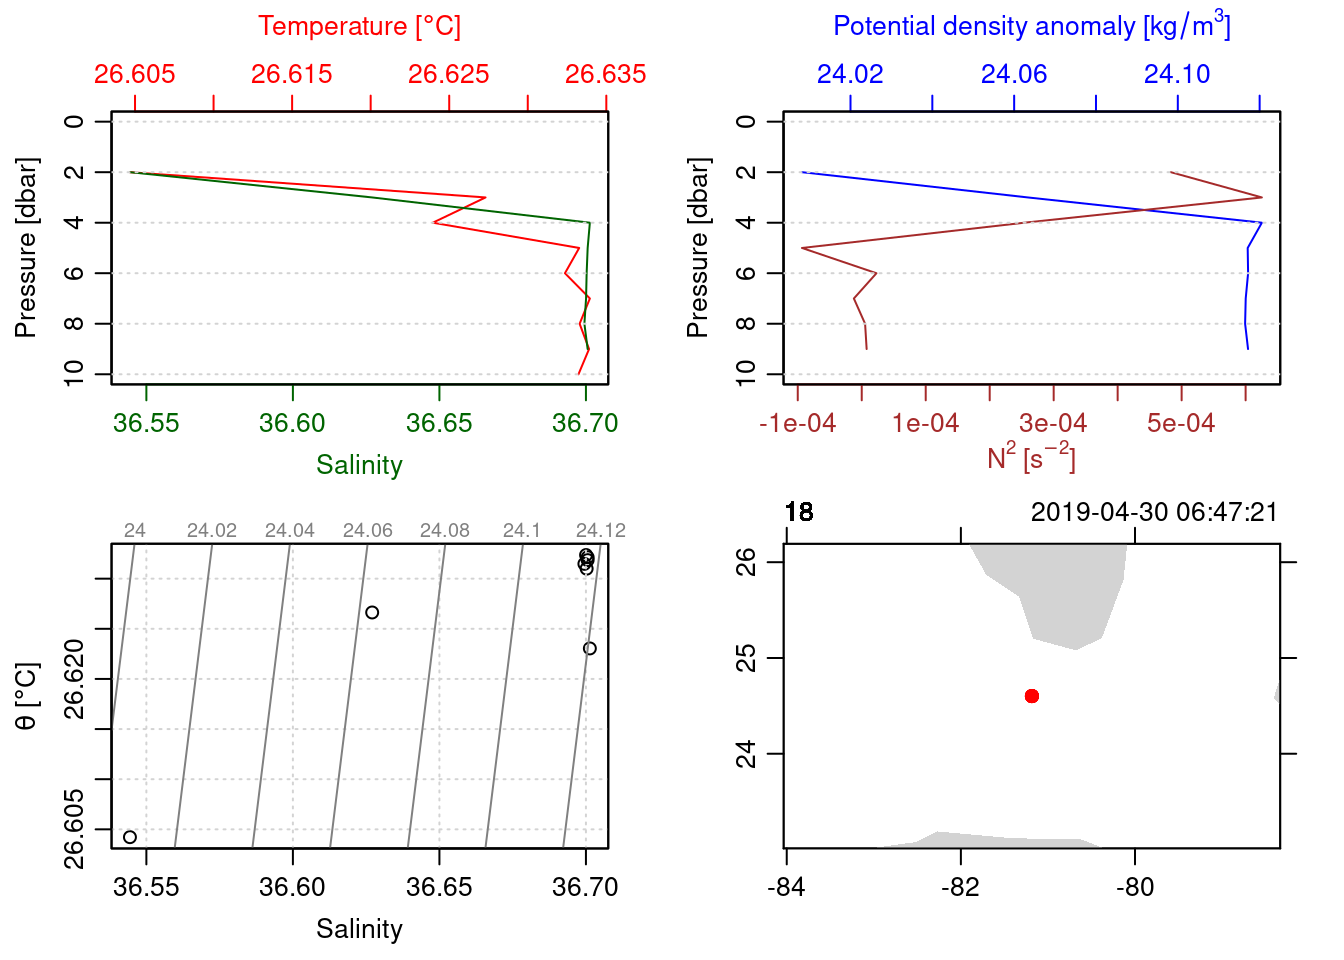 Temperature [°C]
26.605 26.615 26.625 26.635
Pressure [dbar]
0
2
4
6
8
10
36.55 36.60 36.65 36.70
Salinity
Potential density anomaly [kg/m³]
24.02 24.06 24.10
Pressure [dbar]
0
2
4
6
8
10
-1e-04 1e-04 3e-04 5e-04
N² [s⁻²]
24 24.02 24.04 24.06 24.08 24.1 24.12
θ [°C]
26.620
26.605
36.55 36.60 36.65 36.70
Salinity
18 2019-04-30 06:47:21
26
25
24
-84 -82 -80